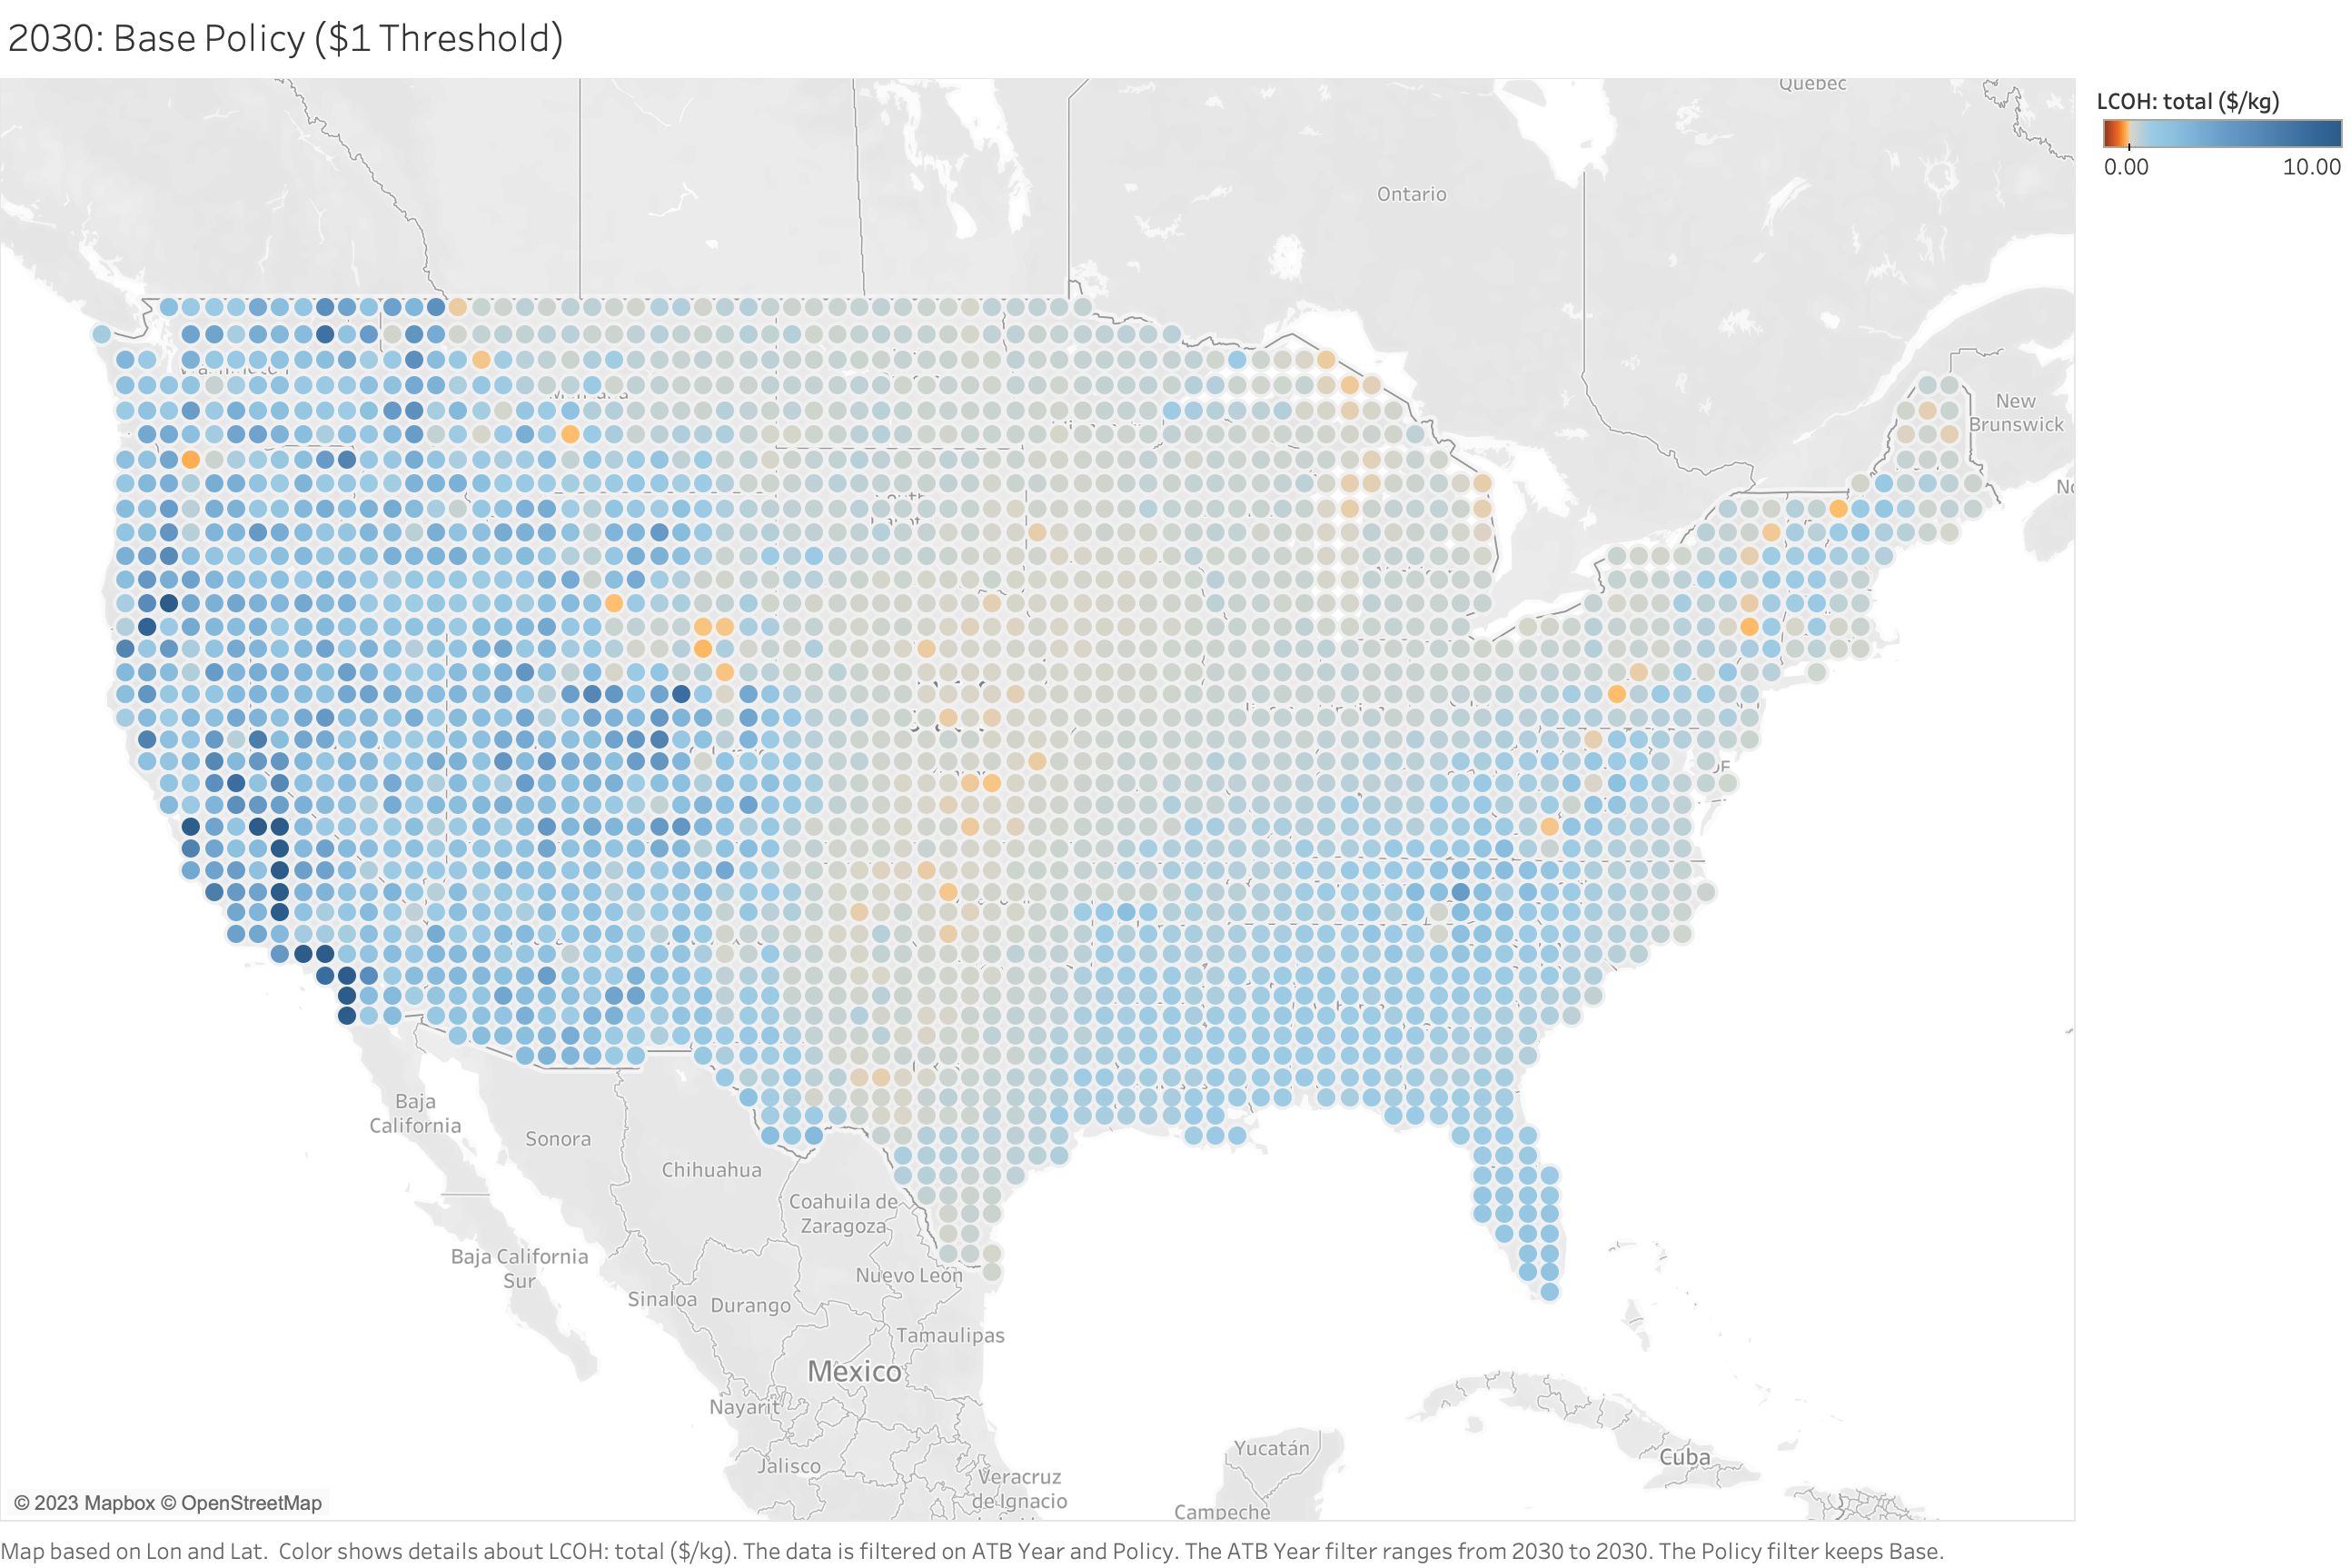 2030: Base Policy ($1 Threshold)
LCOH: total ($/kg)
0.00
10.00
Quebec
Ontario
New
Brunswick
Baja
California
Sonora
Chihuahua
Coahuila de
Zaragoza
Baja California
Sur
Nuevo León
Sinaloa
Durango
Tamaulipas
Mexico
Nayarit
Yucatán
Cuba
Jalisco
Veracruz
de Ignacio
Campeche
© 2023 Mapbox © OpenStreetMap
Map based on Lon and Lat. Color shows details about LCOH: total ($/kg). The data is filtered on ATB Year and Policy. The ATB Year filter ranges from 2030 to 2030. The Policy filter keeps Base.